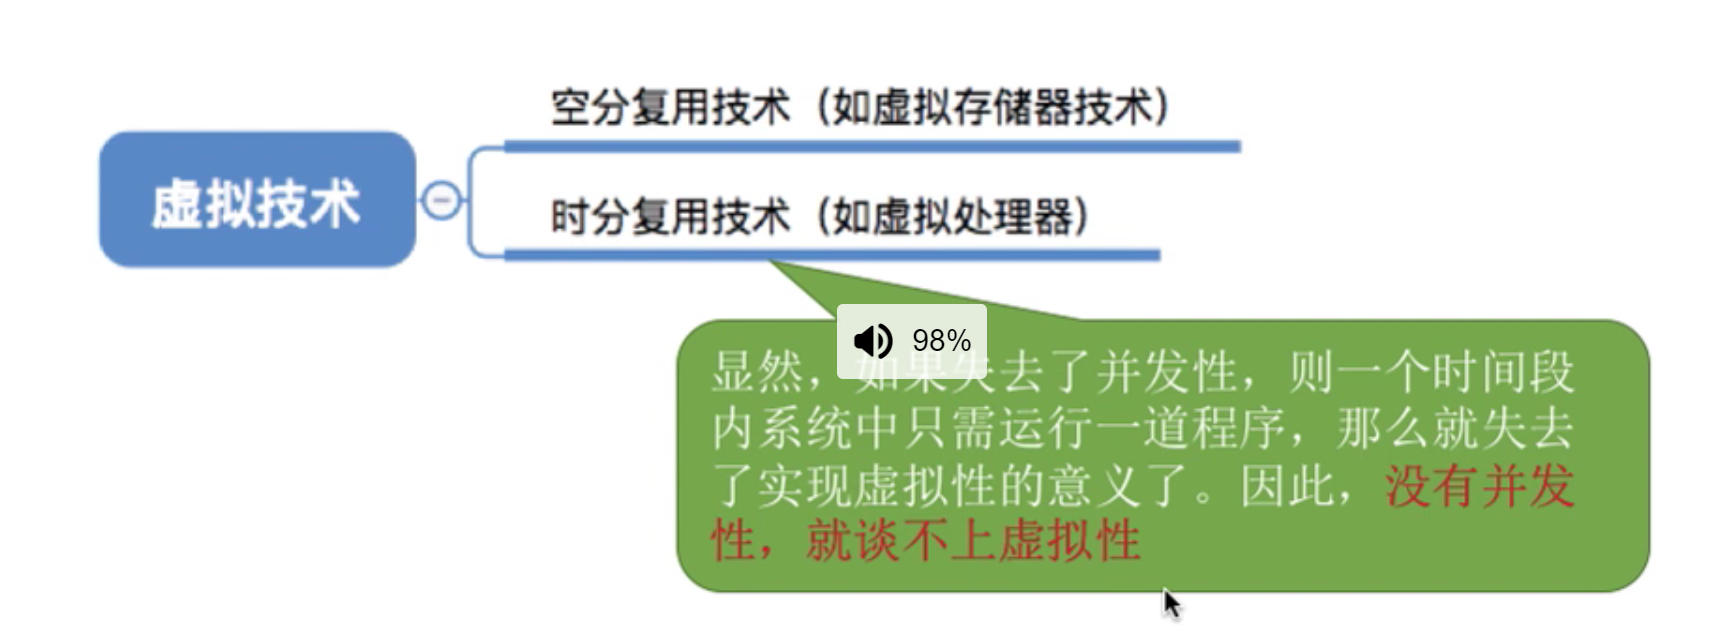 空分复用技术（如虚拟存储器技术）
虚拟技术
时分复用技术（如虚拟处理器）
98%
显然，如果失去了并发性，则一个时间段
内系统中只需运行一道程序，那么就失去
了实现虚拟性的意义了。因此，没有并发
性，就谈不上虚拟性